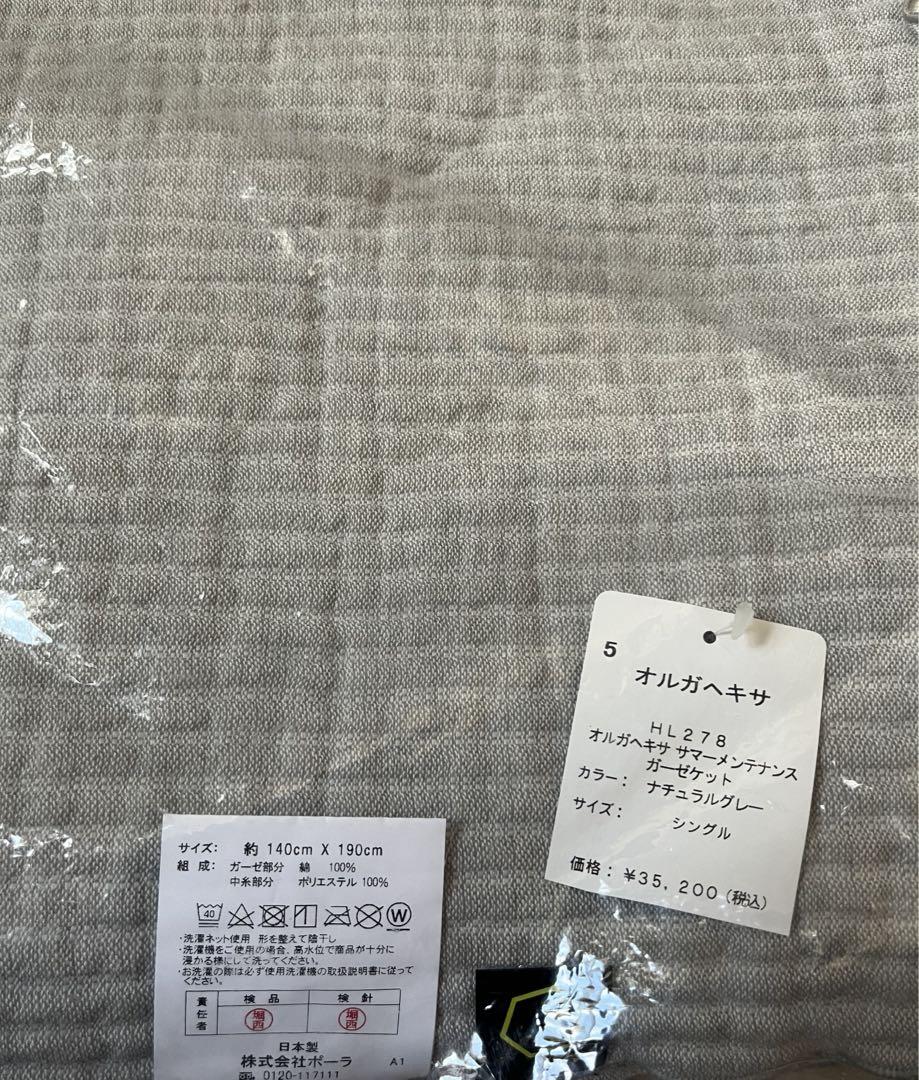 5
オルガヘキサ
HL278
オルガヘキサ サマーメンテナンス
ガーゼケット
カラー： ナチュラルグレー
サイズ： シングル
価格：￥35,200（税込）
サイズ： 約 140cm X 190cm
組 成： ガーゼ部分 綿 100%
中糸部分 ポリエステル 100%
40
W
・洗濯ネット使用 形を整えて陰干し
・洗濯機をご使用の場合、高水位で商品が十分に
浸かる様にして洗ってください。
・お洗濯の際は必ず使用洗濯機の取扱説明書に従って
ください。
責任者 検品 検針
堀西 堀西
日本製
株式会社ポーラ A1
0120-117111